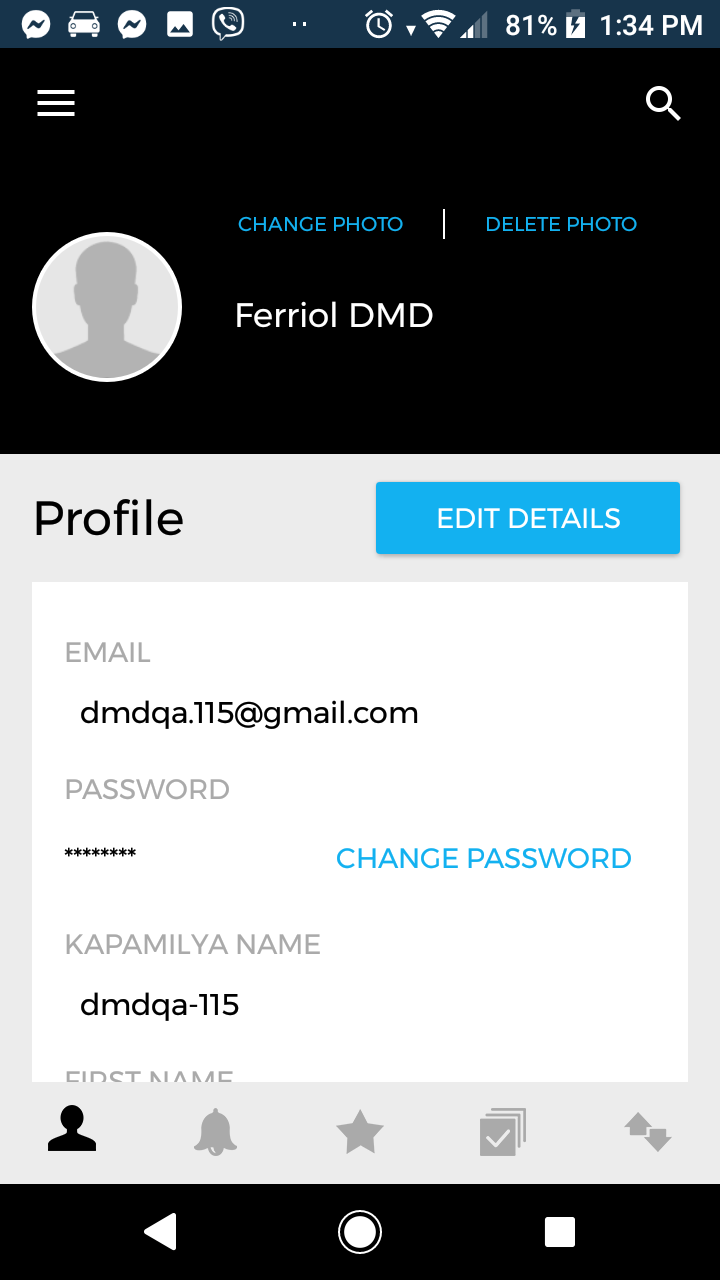 81% 1:34 PM
CHANGE PHOTO DELETE PHOTO
Ferriol DMD
Profile EDIT DETAILS
EMAIL
dmdqa.115@gmail.com
PASSWORD
******** CHANGE PASSWORD
KAPAMILYA NAME
dmdqa-115
FIRST NAME